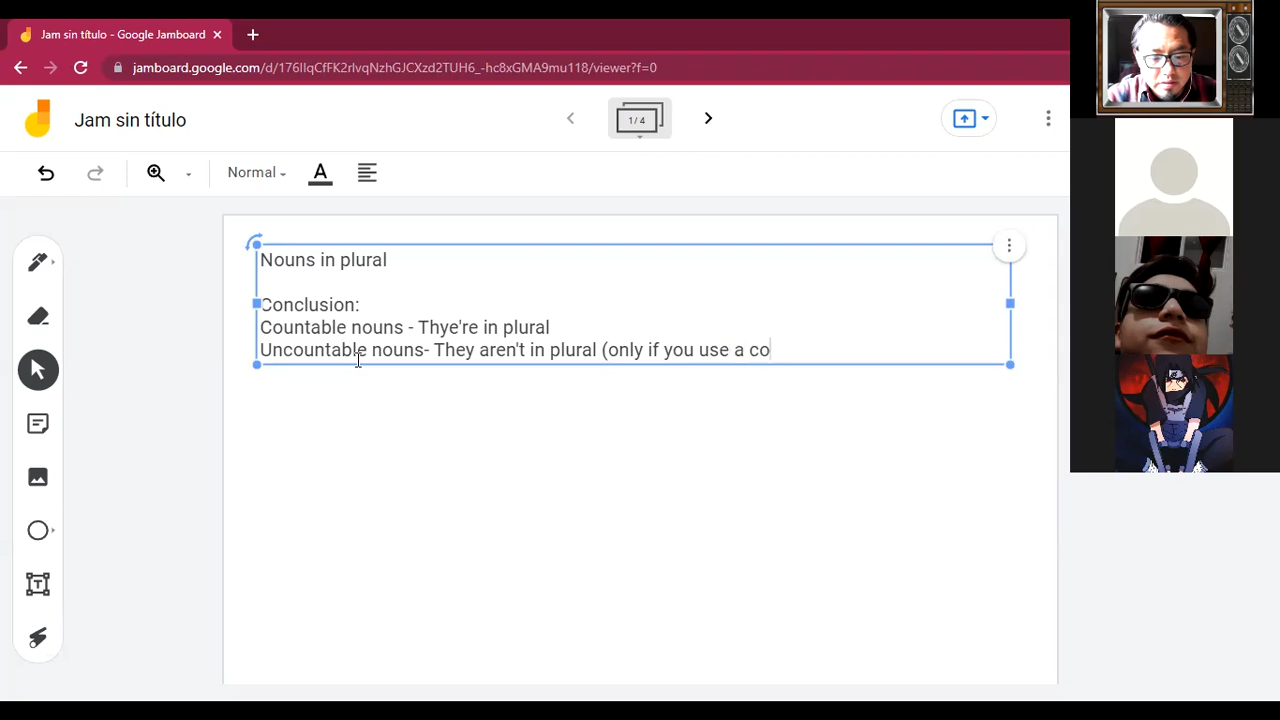 Jam sin título - Google Jamboard
jamboard.google.com/d/176IIqCfFK2rlvqNzhGJCXzd2TUH6_-hc8xGMA9mu118/viewer?f=0
Jam sin título
1/ 4
Normal
A
Nouns in plural
Conclusion:
Countable nouns - Thye're in plural
Uncountable nouns- They aren't in plural (only if you use a co